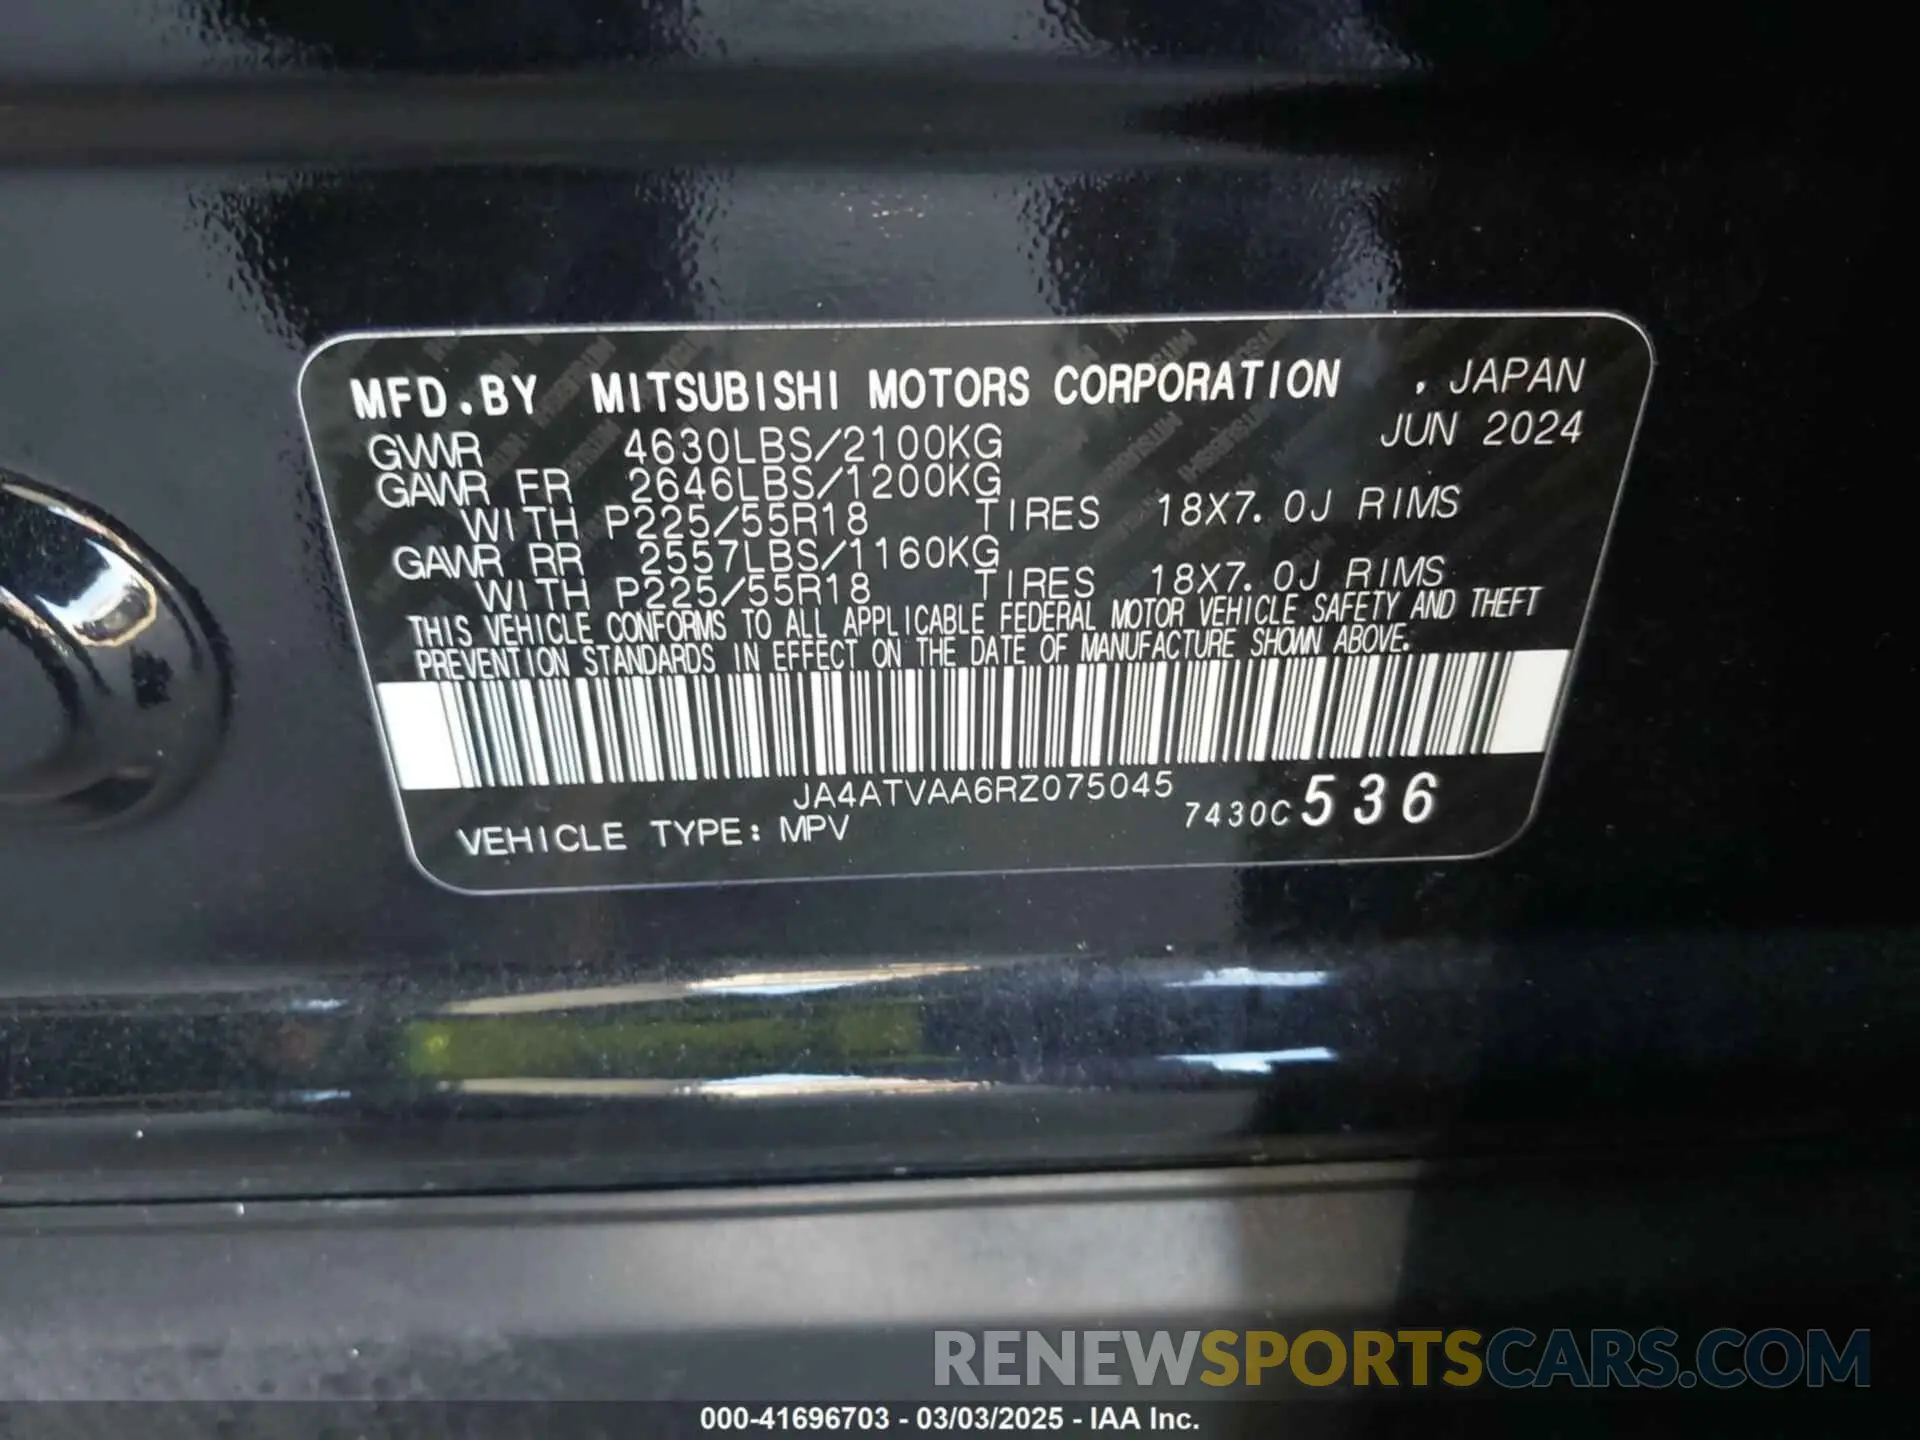 MFD.BY MITSUBISHI MOTORS CORPORATION , JAPAN
JUN 2024
GVWR 4630LBS/2100KG
GAWR FR 2646LBS/1200KG
WITH P225/55R18 TIRES 18X7.0J RIMS
GAWR RR 2557LBS/1160KG
WITH P225/55R18 TIRES 18X7.0J RIMS
THIS VEHICLE CONFORMS TO ALL APPLICABLE FEDERAL MOTOR VEHICLE SAFETY AND THEFT
PREVENTION STANDARDS IN EFFECT ON THE DATE OF MANUFACTURE SHOWN ABOVE.
JA4ATVAA6RZ075045
VEHICLE TYPE: MPV 7430C 536
RENEWSPORTSCARS.COM
000-41696703 - 03/03/2025 - IAA Inc.